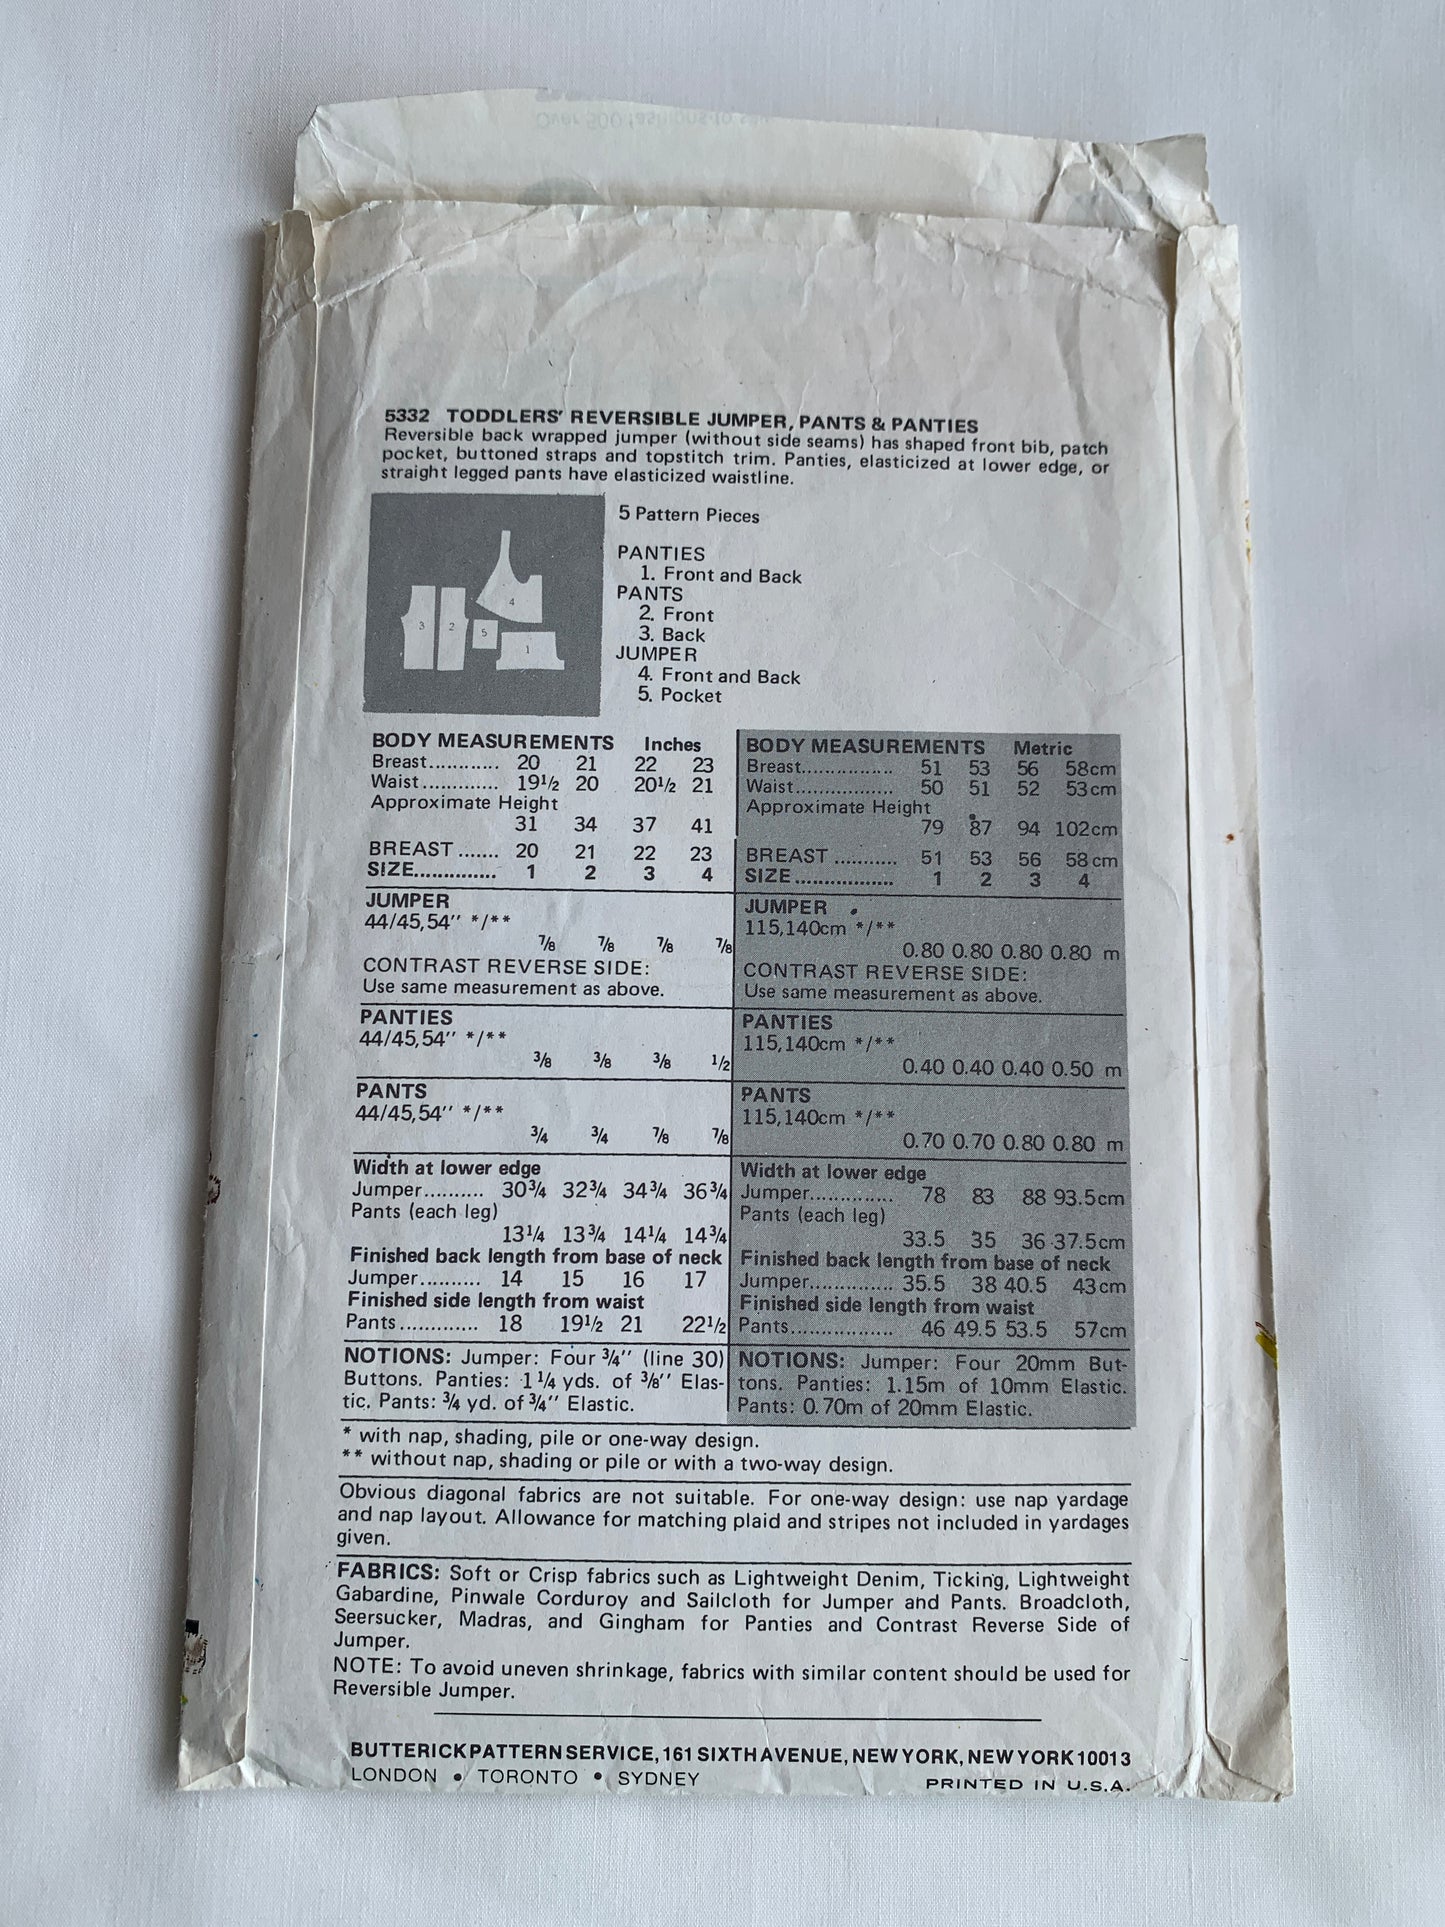 Over 500 fashions to s
5332 TODDLERS' REVERSIBLE JUMPER, PANTS & PANTIES
Reversible back wrapped jumper (without side seams) has shaped front bib, patch
pocket, buttoned straps and topstitch trim. Panties, elasticized at lower edge, or
straight legged pants have elasticized waistline.
3 2 4 5 1
5 Pattern Pieces
PANTIES
1. Front and Back
PANTS
2. Front
3. Back
JUMPER
4. Front and Back
5. Pocket
BODY MEASUREMENTS Inches
Breast............ 20 21 22 23
Waist............. 19½ 20 20½ 21
Approximate Height
31 34 37 41
BREAST ....... 20 21 22 23
SIZE.............. 1 2 3 4
JUMPER
44/45,54'' */**
⅞ ⅞ ⅞ ⅞
CONTRAST REVERSE SIDE:
Use same measurement as above.
PANTIES
44/45,54'' */**
⅜ ⅜ ⅜ ½
PANTS
44/45,54'' */**
¾ ¾ ⅞ ⅞
Width at lower edge
Jumper.......... 30¾ 32¾ 34¾ 36¾
Pants (each leg)
13¼ 13¾ 14¼ 14¾
Finished back length from base of neck
Jumper.......... 14 15 16 17
Finished side length from waist
Pants............. 18 19½ 21 22½
NOTIONS: Jumper: Four ¾'' (line 30)
Buttons. Panties: 1¼ yds. of ⅜'' Elas-
tic. Pants: ¾ yd. of ¾'' Elastic.
BODY MEASUREMENTS Metric
Breast............... 51 53 56 58cm
Waist................. 50 51 52 53cm
Approximate Height
79 87 94 102cm
BREAST ........... 51 53 56 58cm
SIZE ................. 1 2 3 4
JUMPER
115,140cm */**
0.80 0.80 0.80 0.80 m
CONTRAST REVERSE SIDE:
Use same measurement as above.
PANTIES
115,140cm */**
0.40 0.40 0.40 0.50 m
PANTS
115,140cm */**
0.70 0.70 0.80 0.80 m
Width at lower edge
Jumper.............. 78 83 88 93.5cm
Pants (each leg)
33.5 35 36 37.5cm
Finished back length from base of neck
Jumper.............. 35.5 38 40.5 43cm
Finished side length from waist
Pants................. 46 49.5 53.5 57cm
NOTIONS: Jumper: Four 20mm But-
tons. Panties: 1.15m of 10mm Elastic.
Pants: 0.70m of 20mm Elastic.
* with nap, shading, pile or one-way design.
** without nap, shading or pile or with a two-way design.
Obvious diagonal fabrics are not suitable. For one-way design: use nap yardage
and nap layout. Allowance for matching plaid and stripes not included in yardages
given.
FABRICS: Soft or Crisp fabrics such as Lightweight Denim, Ticking, Lightweight
Gabardine, Pinwale Corduroy and Sailcloth for Jumper and Pants. Broadcloth,
Seersucker, Madras, and Gingham for Panties and Contrast Reverse Side of
Jumper.
NOTE: To avoid uneven shrinkage, fabrics with similar content should be used for
Reversible Jumper.
BUTTERICK PATTERN SERVICE, 161 SIXTH AVENUE, NEW YORK, NEW YORK 10013
LONDON • TORONTO • SYDNEY PRINTED IN U.S.A.